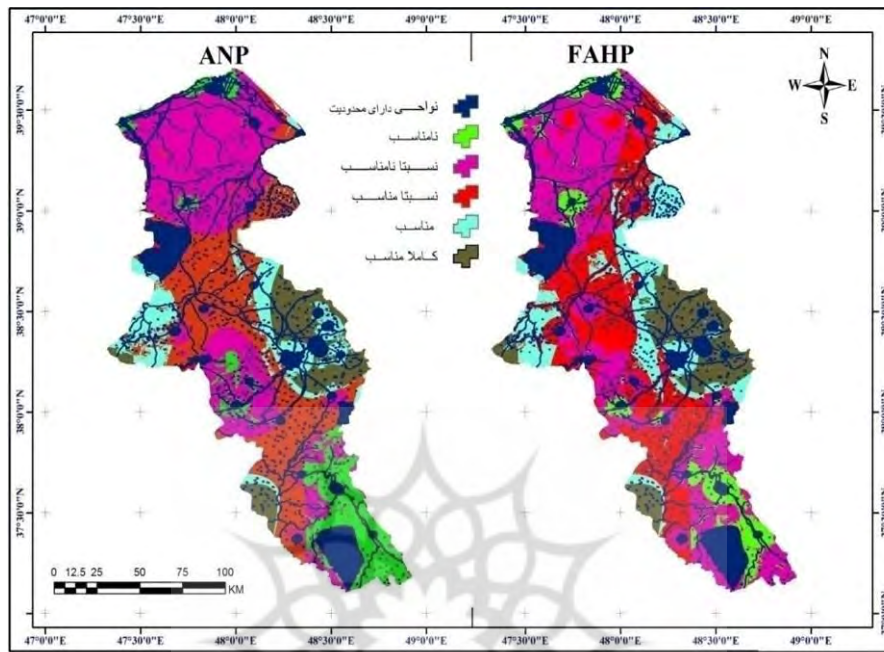 47°0'0"E 47°30'0"E 48°0'0"E 48°30'0"E 47°30'0"E 48°0'0"E 48°30'0"E 49°0'0"E
ANP
FAHP
N
W E
S
نواحی دارای محدودیت
نامناسب
نسبتا نامناسب
نسبتا مناسب
مناسب
کاملا مناسب
39°30'0"N
39°0'0"N
38°30'0"N
38°0'0"N
37°30'0"N
0 12.5 25 50 75 100
KM
47°0'0"E 47°30'0"E 48°0'0"E 48°30'0"E 49°0'0"E 47°30'0"E 48°0'0"E 48°30'0"E 49°0'0"E